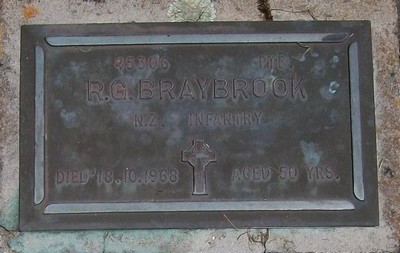 25306 PTE.
R.G. BRAYBROOK
N.Z. INFANTRY
DIED 18.10.1968 AGED 50 YRS.